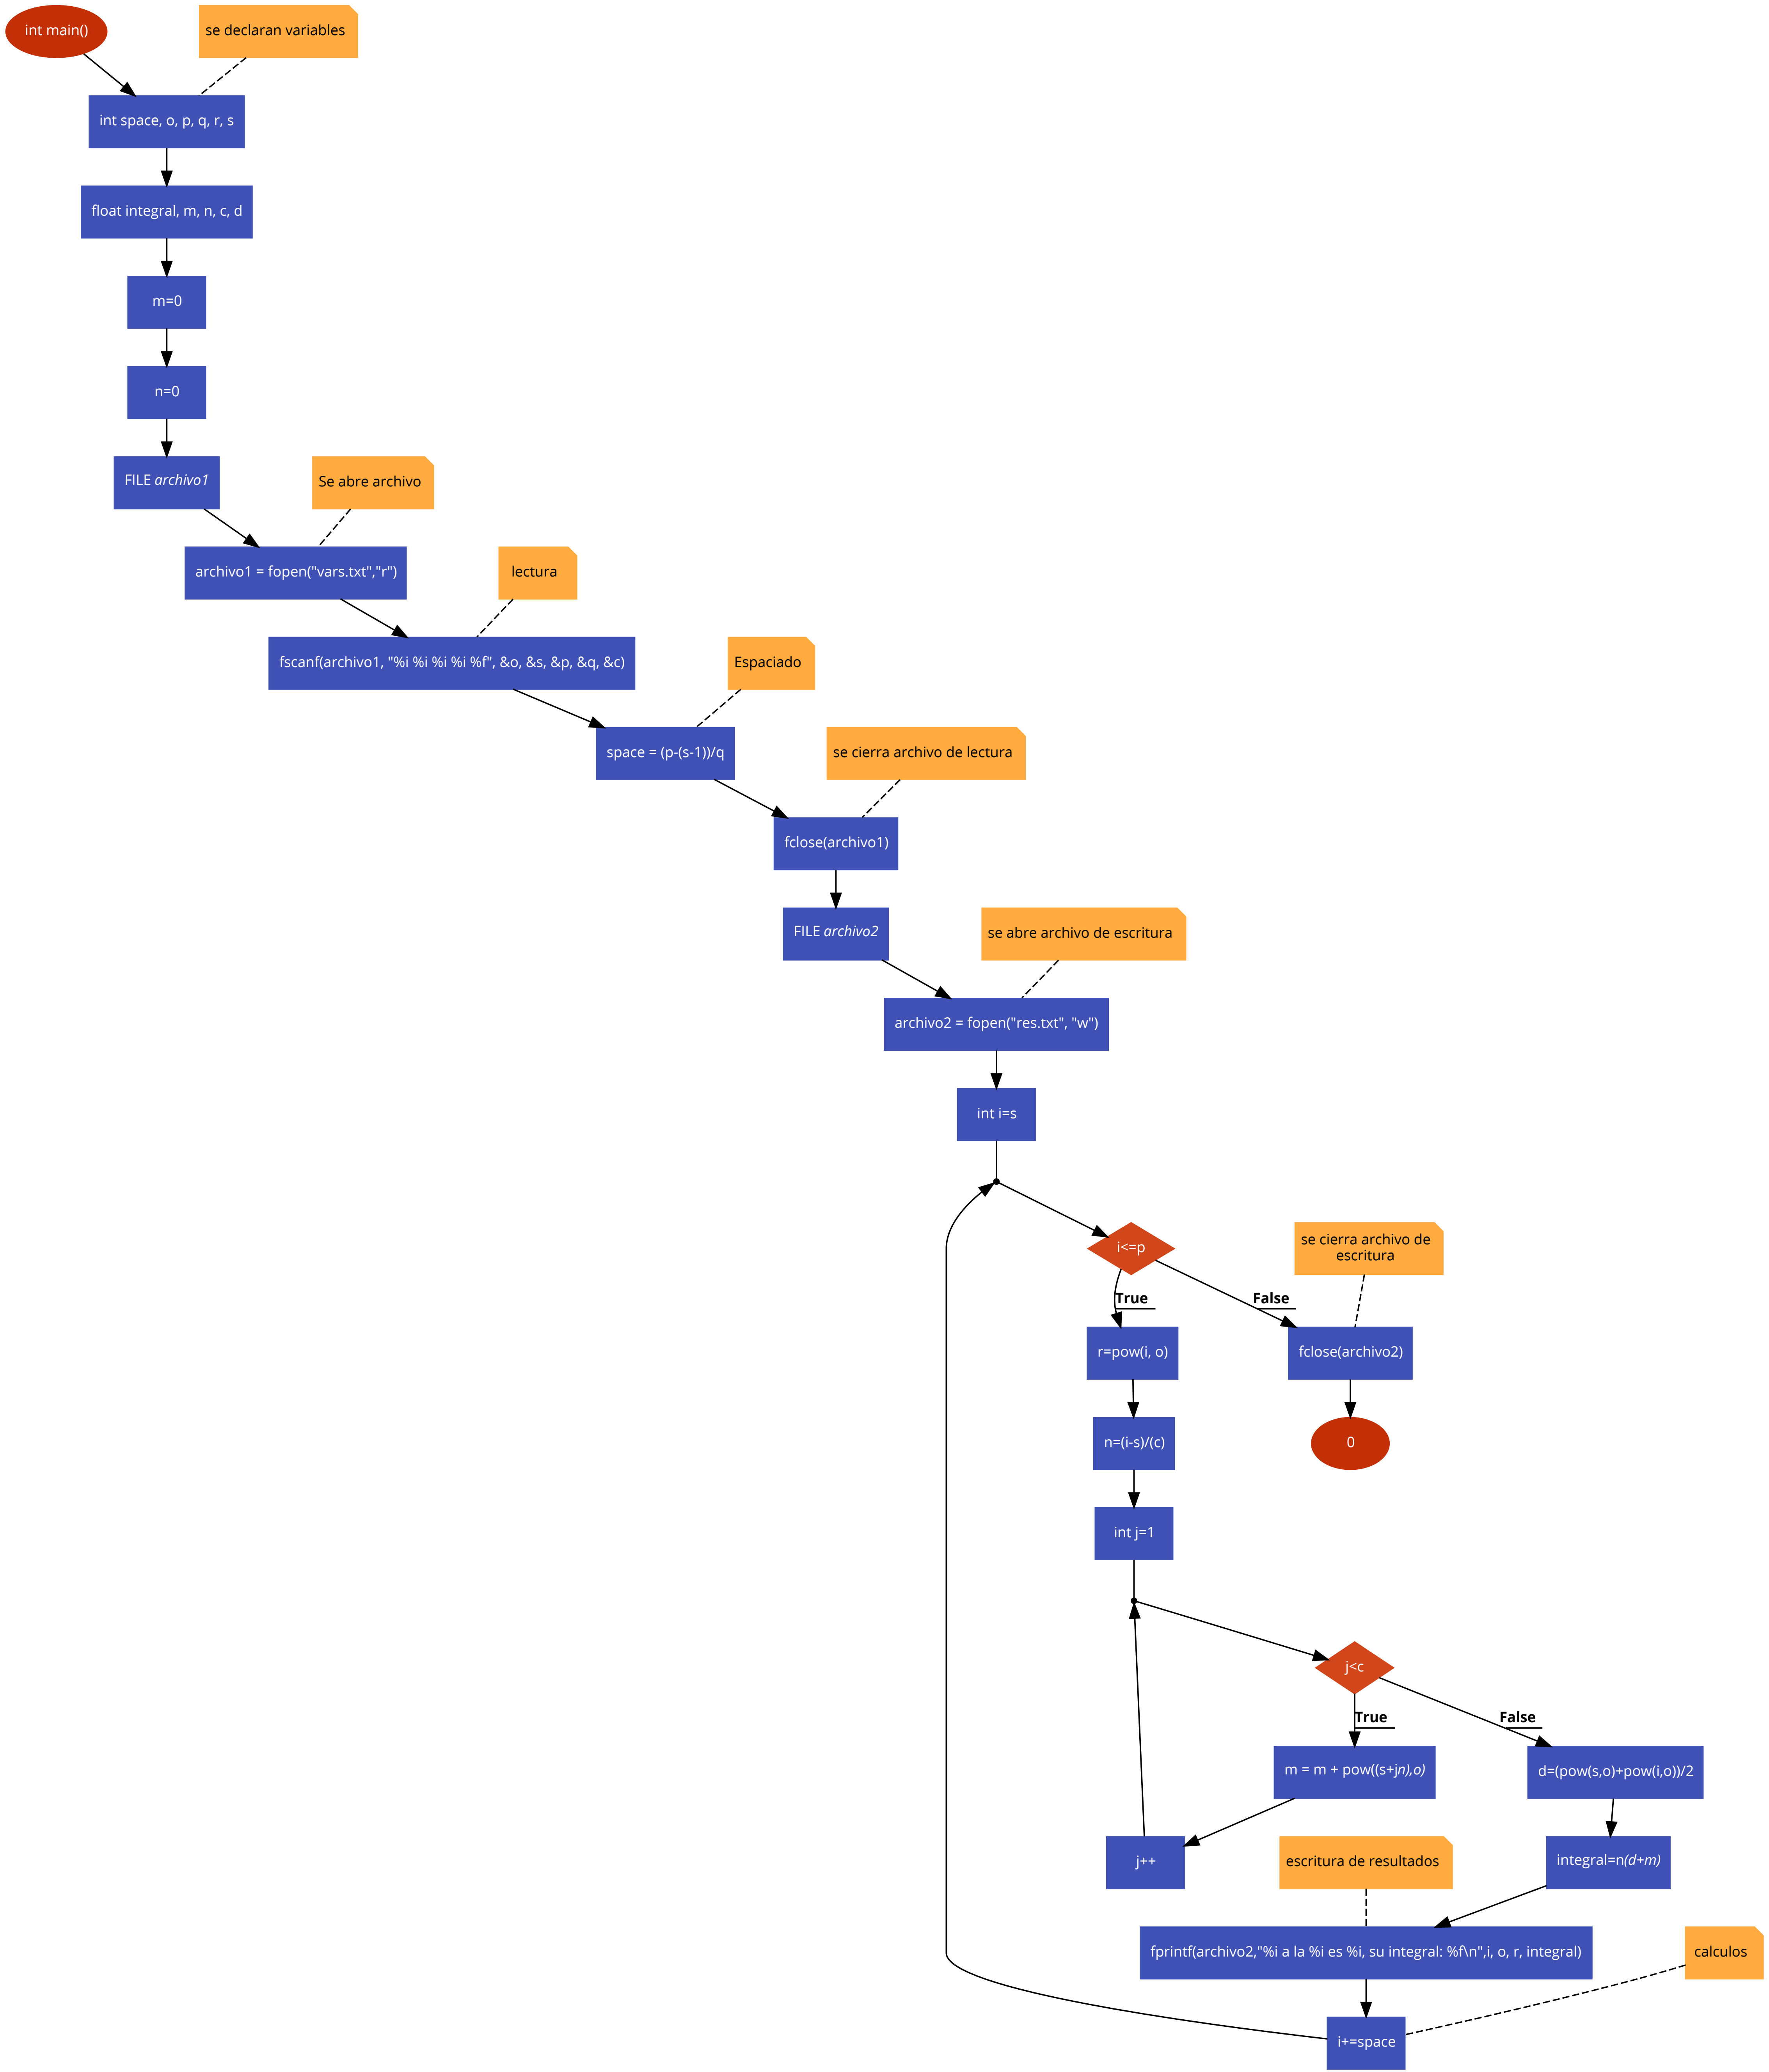 int main()
se declaran variables
int space, o, p, q, r, s
float integral, m, n, c, d
m=0
n=0
FILE archivo1
Se abre archivo
archivo1 = fopen("vars.txt","r")
lectura
fscanf(archivo1, "%i %i %i %i %f", &o, &s, &p, &q, &c)
Espaciado
space = (p-(s-1))/q
se cierra archivo de lectura
fclose(archivo1)
FILE archivo2
se abre archivo de escritura
archivo2 = fopen("res.txt", "w")
int i=s
i<=p
se cierra archivo de
escritura
True
False
r=pow(i, o)
fclose(archivo2)
n=(i-s)/(c)
0
int j=1
j<c
True
False
m = m + pow((s+jn),o)
d=(pow(s,o)+pow(i,o))/2
j++
escritura de resultados
integral=n(d+m)
fprintf(archivo2,"%i a la %i es %i, su integral: %f\n",i, o, r, integral)
calculos
i+=space